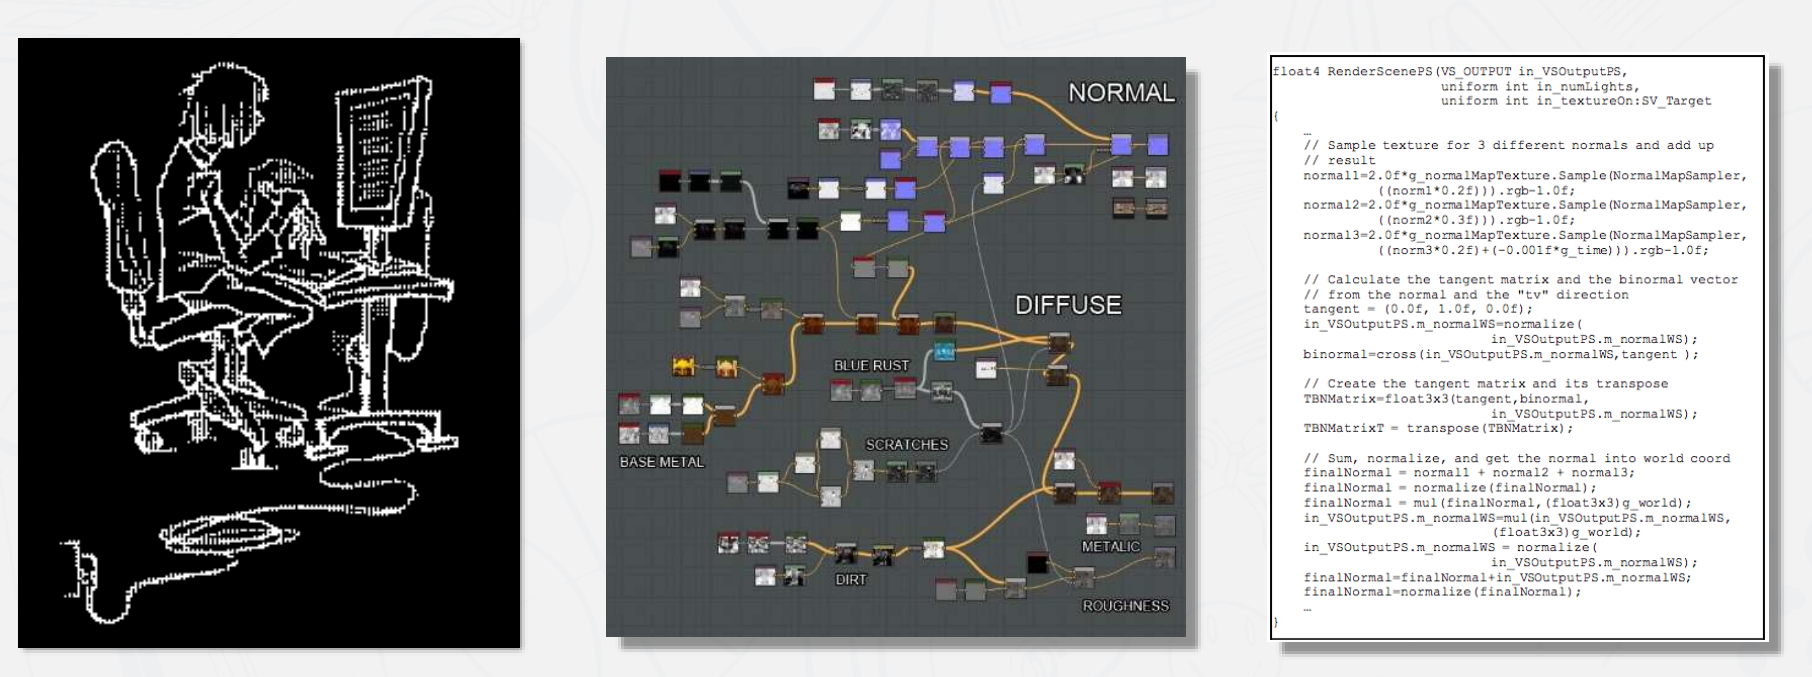 NORMAL
DIFFUSE
BLUE RUST
SCRATCHES
BASE METAL
METALIC
DIRT
ROUGHNESS
float4 RenderScenePS(VS_OUTPUT in_VSOutputPS,
uniform int in_numLights,
uniform int in_textureOn:SV_Target
{
…
// Sample texture for 3 different normals and add up
// result
normal1=2.0f*g_normalMapTexture.Sample(NormalMapSampler,
((norm1*0.2f))).rgb-1.0f;
normal2=2.0f*g_normalMapTexture.Sample(NormalMapSampler,
((norm2*0.3f))).rgb-1.0f;
normal3=2.0f*g_normalMapTexture.Sample(NormalMapSampler,
((norm3*0.2f)+(-0.001f*g_time))).rgb-1.0f;
// Calculate the tangent matrix and the binormal vector
// from the normal and the "tv" direction
tangent = (0.0f, 1.0f, 0.0f);
in_VSOutputPS.m_normalWS=normalize(
in_VSOutputPS.m_normalWS);
binormal=cross(in_VSOutputPS.m_normalWS,tangent );
// Create the tangent matrix and its transpose
TBNMatrix=float3x3(tangent,binormal,
in_VSOutputPS.m_normalWS);
TBNMatrixT = transpose(TBNMatrix);
// Sum, normalize, and get the normal into world coord
finalNormal = normal1 + normal2 + normal3;
finalNormal = normalize(finalNormal);
finalNormal = mul(finalNormal,(float3x3)g_world);
in_VSOutputPS.m_normalWS=mul(in_VSOutputPS.m_normalWS,
(float3x3)g_world);
in_VSOutputPS.m_normalWS = normalize(
in_VSOutputPS.m_normalWS);
finalNormal=finalNormal+in_VSOutputPS.m_normalWS;
finalNormal=normalize(finalNormal);
…
}